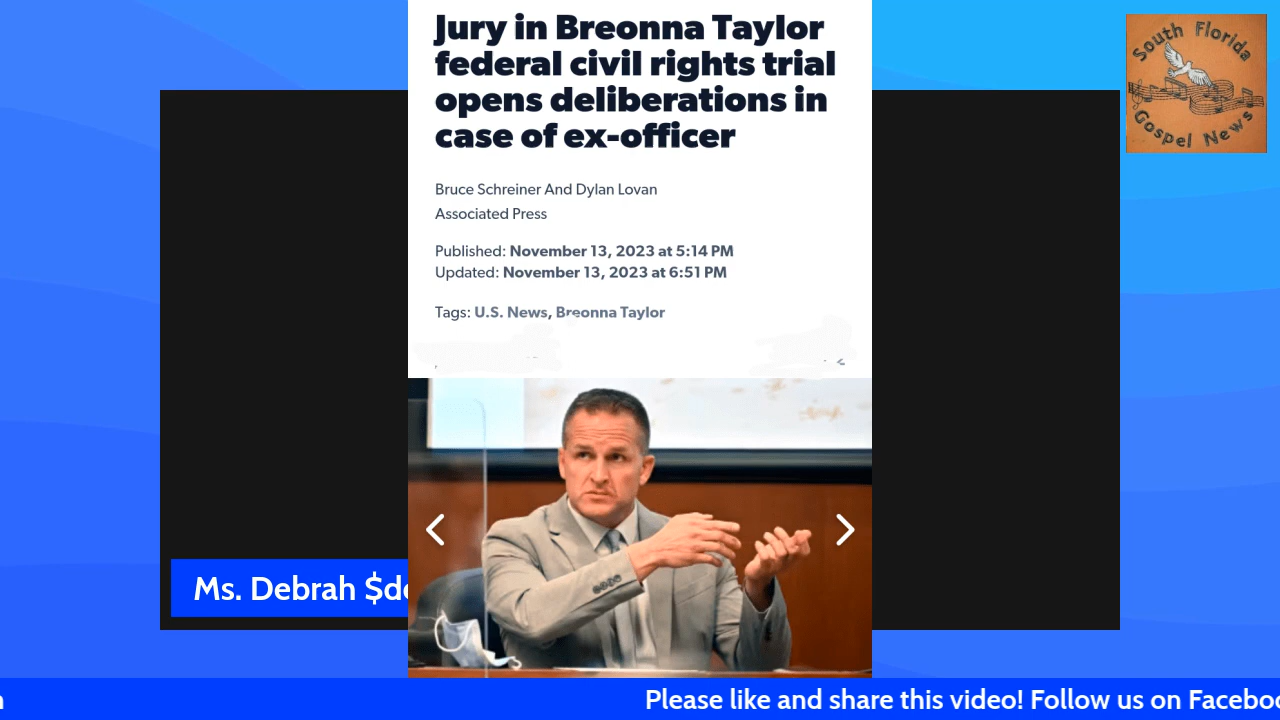 Jury in Breonna Taylor
federal civil rights trial
opens deliberations in
case of ex-officer
Bruce Schreiner And Dylan Lovan
Associated Press
Published: November 13, 2023 at 5:14 PM
Updated: November 13, 2023 at 6:51 PM
Tags: U.S. News, Breonna Taylor
South Florida
Gospel News
Ms. Debrah
Please like and share this video! Follow us on